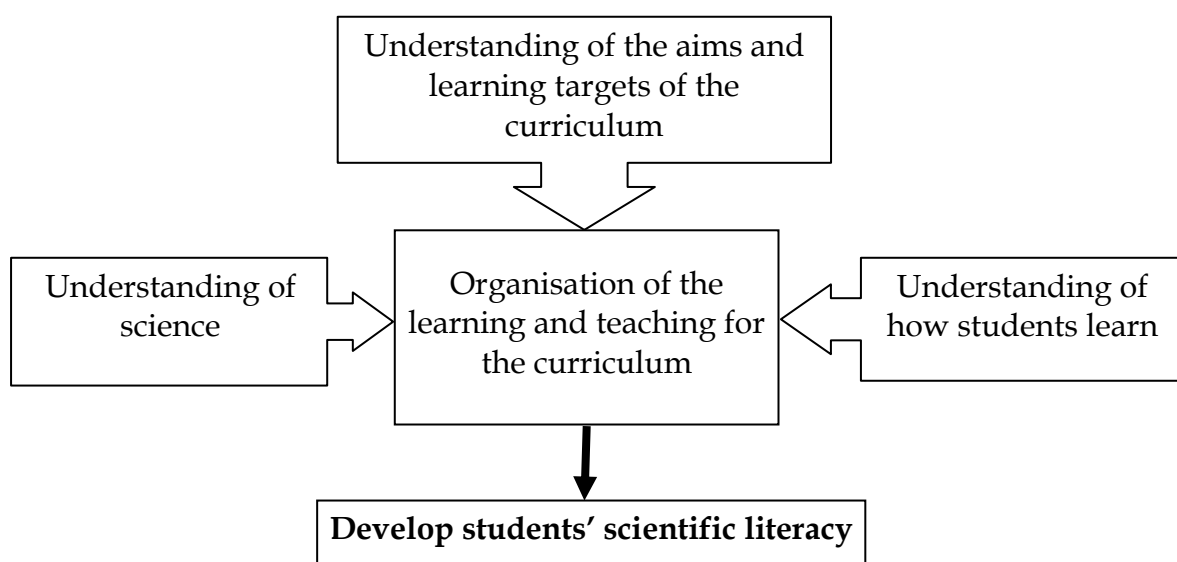 Understanding of the aims and
learning targets of the
curriculum
Understanding of
science
Organisation of the
learning and teaching for
the curriculum
Understanding of
how students learn
Develop students’ scientific literacy